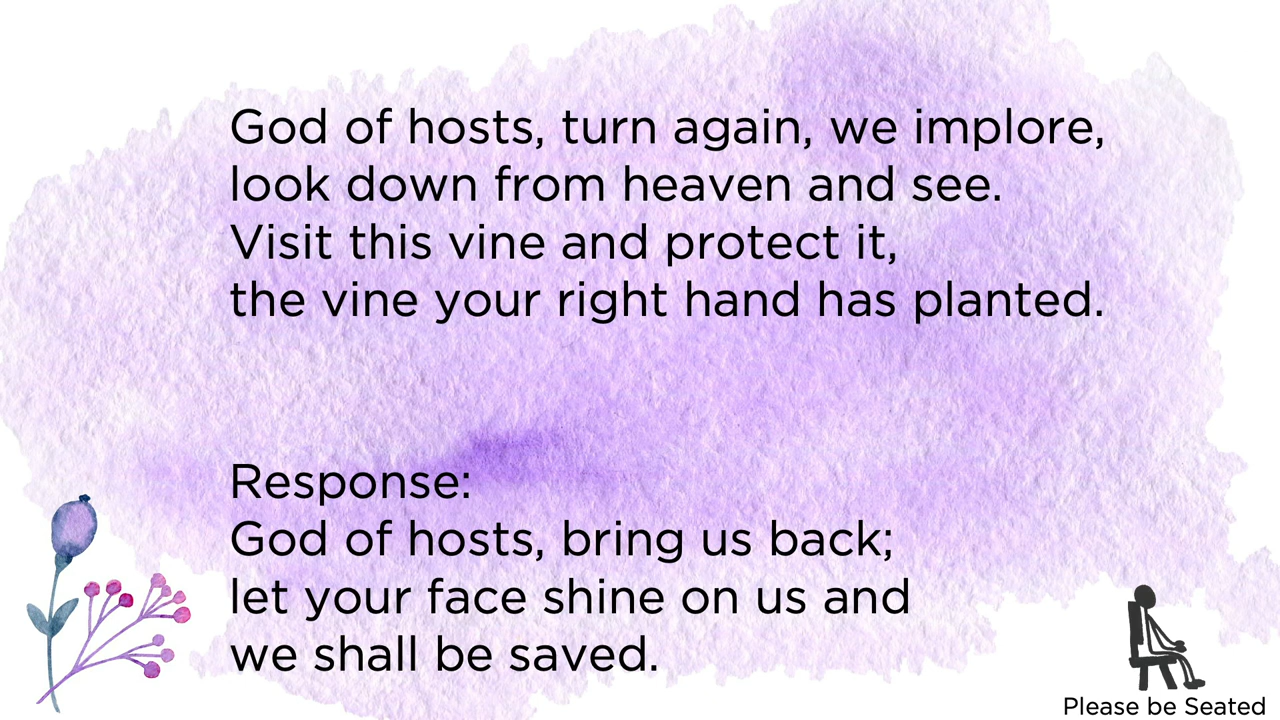 God of hosts, turn again, we implore,
look down from heaven and see.
Visit this vine and protect it,
the vine your right hand has planted.
Response:
God of hosts, bring us back;
let your face shine on us and
we shall be saved.
Please be Seated